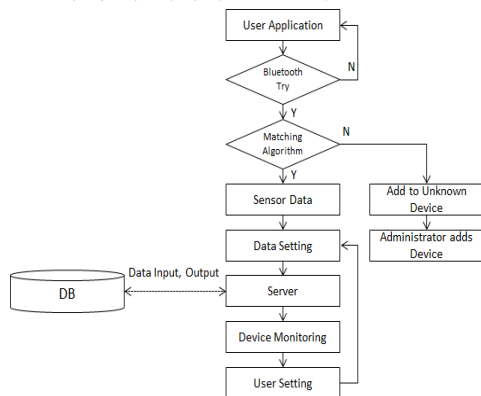 User Application
N
Bluetooth
Try
Y
Matching
Algorithm
N
Y
Sensor Data
Add to Unknown
Device
Data Setting
Administrator adds
Device
Data Input, Output
DB
Server
Device Monitoring
User Setting